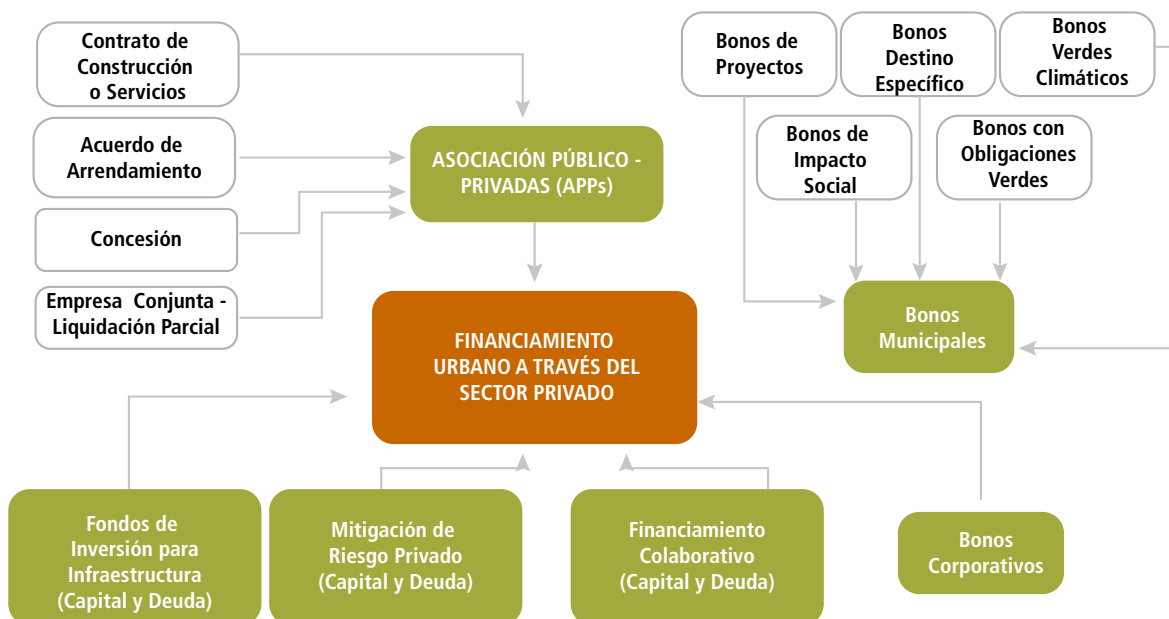 Contrato de
Construcción
o Servicios
Acuerdo de
Arrendamiento
Concesión
Empresa Conjunta -
Liquidación Parcial
ASOCIACIÓN PÚBLICO -
PRIVADAS (APPs)
Bonos de
Proyectos
Bonos
Destino
Específico
Bonos
Verdes
Climáticos
Bonos de
Impacto
Social
Bonos con
Obligaciones
Verdes
Bonos
Municipales
FINANCIAMIENTO
URBANO A TRAVÉS DEL
SECTOR PRIVADO
Fondos de
Inversión para
Infraestructura
(Capital y Deuda)
Mitigación de
Riesgo Privado
(Capital y Deuda)
Financiamiento
Colaborativo
(Capital y Deuda)
Bonos
Corporativos